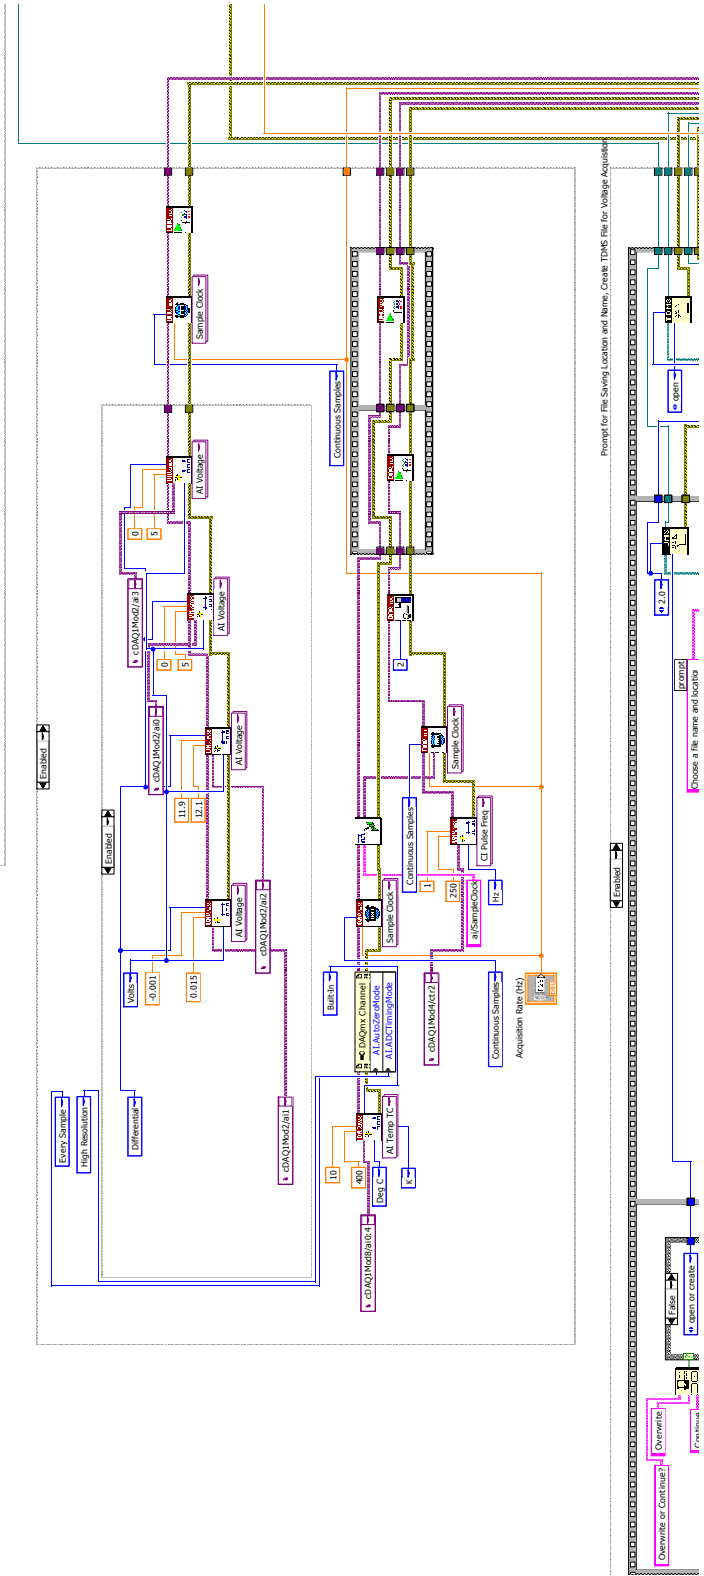 Prompt for File Saving Location and Name, Create TDMS File for Voltage Acquisition
Enabled
Enabled
Every Sample
High Resolution
Differential
Volts
-0.001
0.015
AI Voltage
cDAQ1Mod2/ai1
11.9
12.1
AI Voltage
cDAQ1Mod2/ai2
cDAQ1Mod2/ai0
0
5
AI Voltage
cDAQ1Mod2/ai3
0
5
AI Voltage
Sample Clock
Continuous Samples
cDAQ1Mod8/ai0:4
10
400
Deg C
AI Temp TC
K
Built-In
DAQmx Channel
AI.AutoZeroMode
AI.ADCTimingMode
Sample Clock
Continuous Samples
Acquisition Rate (Hz)
cDAQ1Mod4/ctr2
ai/SampleClock
1
250
Hz
CI Pulse Freq
Continuous Samples
Sample Clock
2
Enabled
Overwrite or Continue?
Overwrite
Continue
False
open or create
prompt
Choose a file name and location
2.0
open